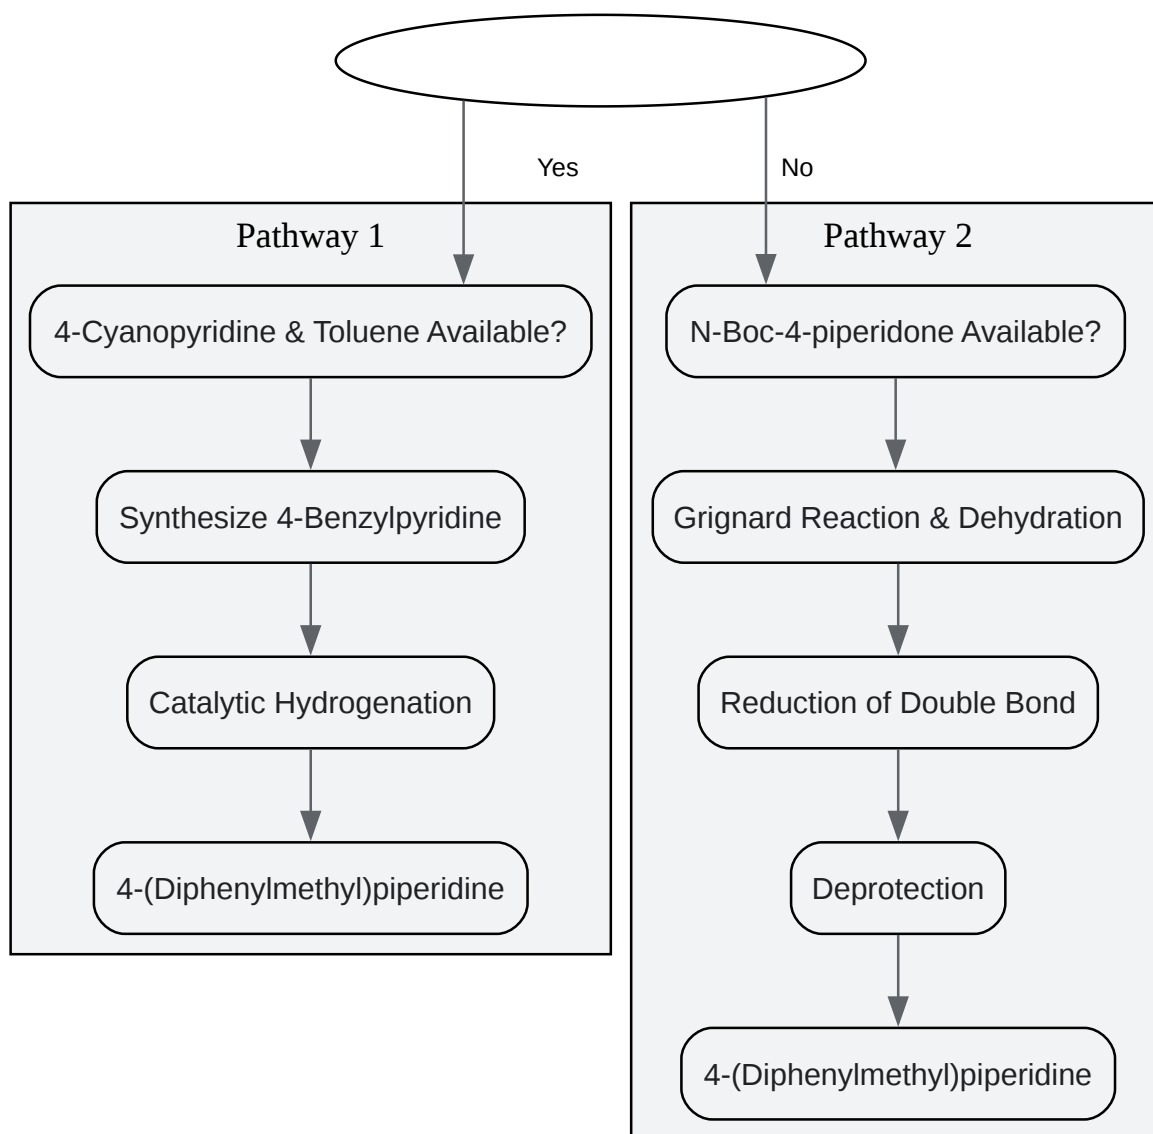 Yes
No
Pathway 1
4-Cyanopyridine & Toluene Available?
Synthesize 4-Benzylpyridine
Catalytic Hydrogenation
4-(Diphenylmethyl)piperidine
Pathway 2
N-Boc-4-piperidone Available?
Grignard Reaction & Dehydration
Reduction of Double Bond
Deprotection
4-(Diphenylmethyl)piperidine